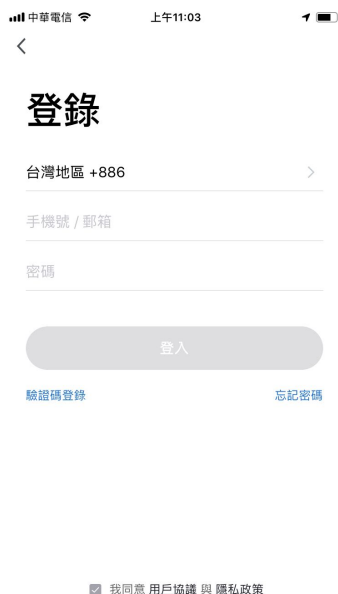 中華電信 上午11:03
登錄
台灣地區 +886
手機號 / 郵箱
密碼
登入
驗證碼登錄 忘記密碼
我同意 用戶協議 與 隱私政策